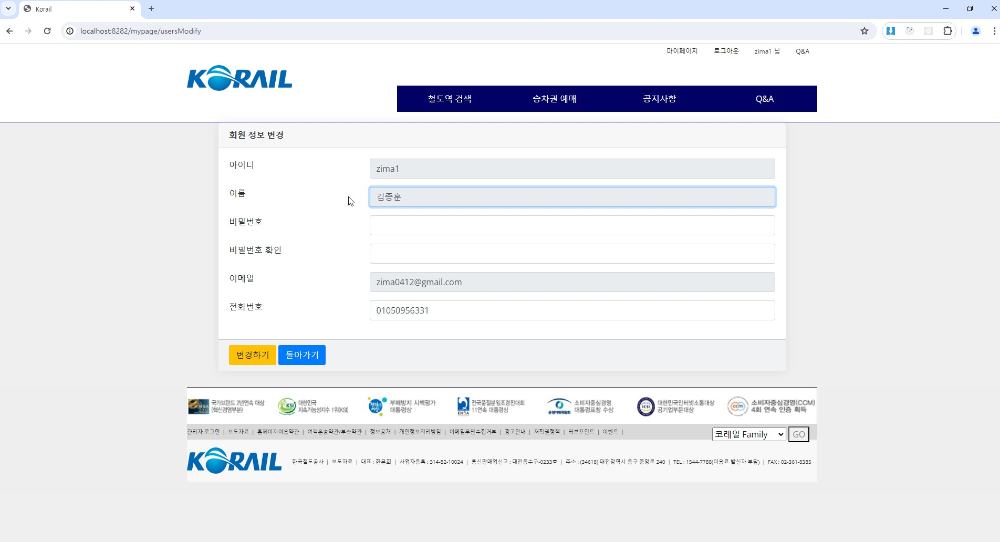 Korail
localhost:8282/mypage/usersModify
마이페이지 로그아웃 zima1 님 Q&A
KORAIL
철도역 검색 승차권 예매 공지사항 Q&A
회원 정보 변경
아이디 zima1
이름 김종훈
비밀번호
비밀번호 확인
이메일 zima0412@gmail.com
전화번호 01050956331
변경하기 돌아가기
국가브랜드 2년연속 대상
(혁신경영부문)
KSI 대한민국
지속가능성지수 1위(KSI)
부패방지 시책평가
대통령상
전국품질분임조경진대회
11연속 대통령상
소비자중심경영
대통령표창 수상
ICSI 대한민국인터넷소통대상
공기업부문대상
ccm 소비자중심경영(CCM)
4회 연속 인증 획득
관리자 로그인 | 보도자료 | 홈페이지이용약관 | 여객운송약관/부속약관 | 정보공개 | 개인정보처리방침 | 이메일무단수집거부 | 광고안내 | 저작권정책 | 러브포인트 | 이벤트 |
코레일 Family GO
KORAIL
한국철도공사 | 보도자료 | 대표 : 한문희 | 사업자등록 : 314-82-10024 | 통신판매업신고 : 대전동수구-0233호 | 주소 : (34618) 대전광역시 동구 중앙로 240 | TEL : 1544-7788(이용료 발신자 부담) | FAX : 02-361-8385